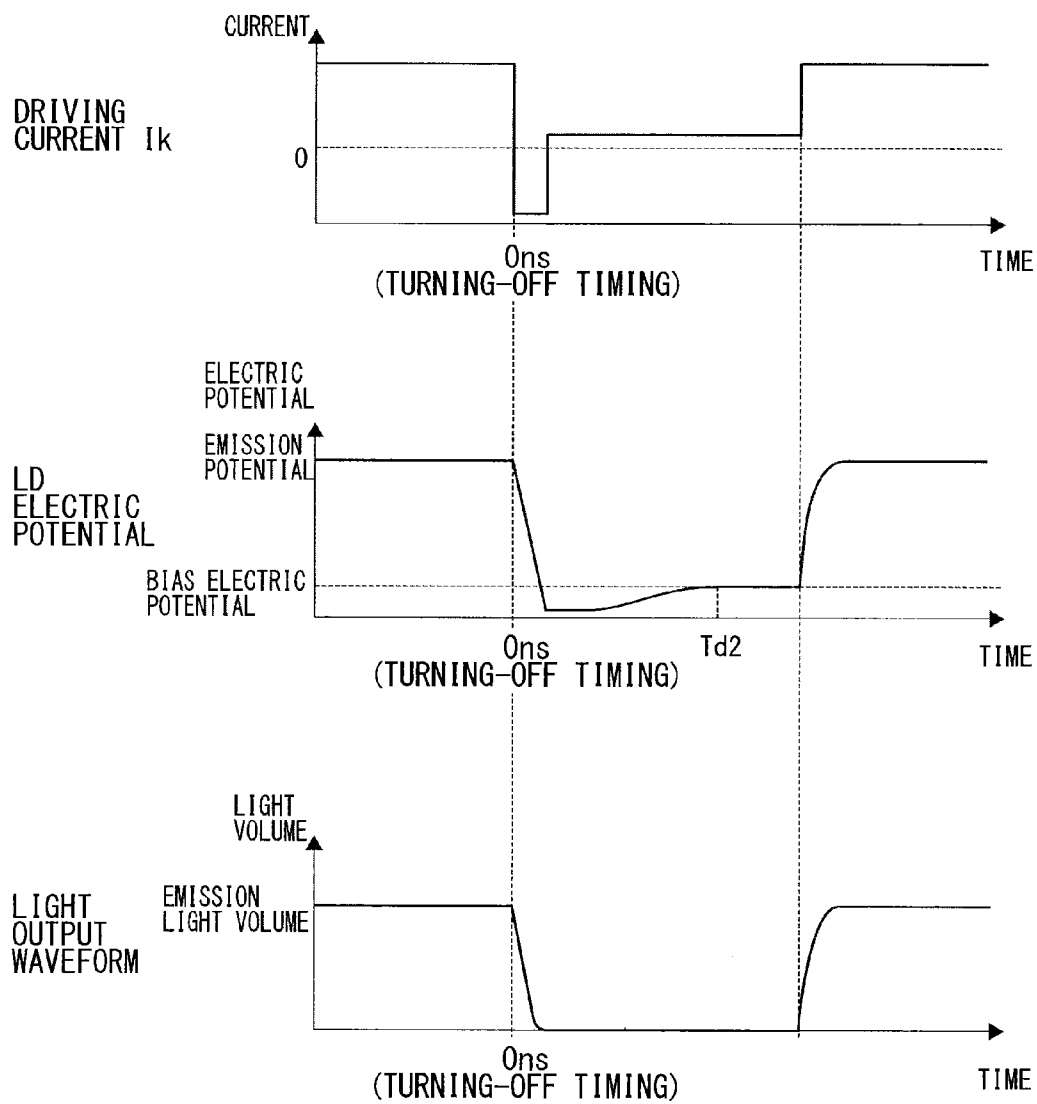 CURRENT
DRIVING
CURRENT Ik
0
0ns
(TURNING-OFF TIMING)
TIME
ELECTRIC
POTENTIAL
EMISSION
POTENTIAL
LD
ELECTRIC
POTENTIAL
BIAS ELECTRIC
POTENTIAL
0ns
(TURNING-OFF TIMING)
Td2
TIME
LIGHT
VOLUME
EMISSION
LIGHT VOLUME
LIGHT
OUTPUT
WAVEFORM
0ns
(TURNING-OFF TIMING)
TIME